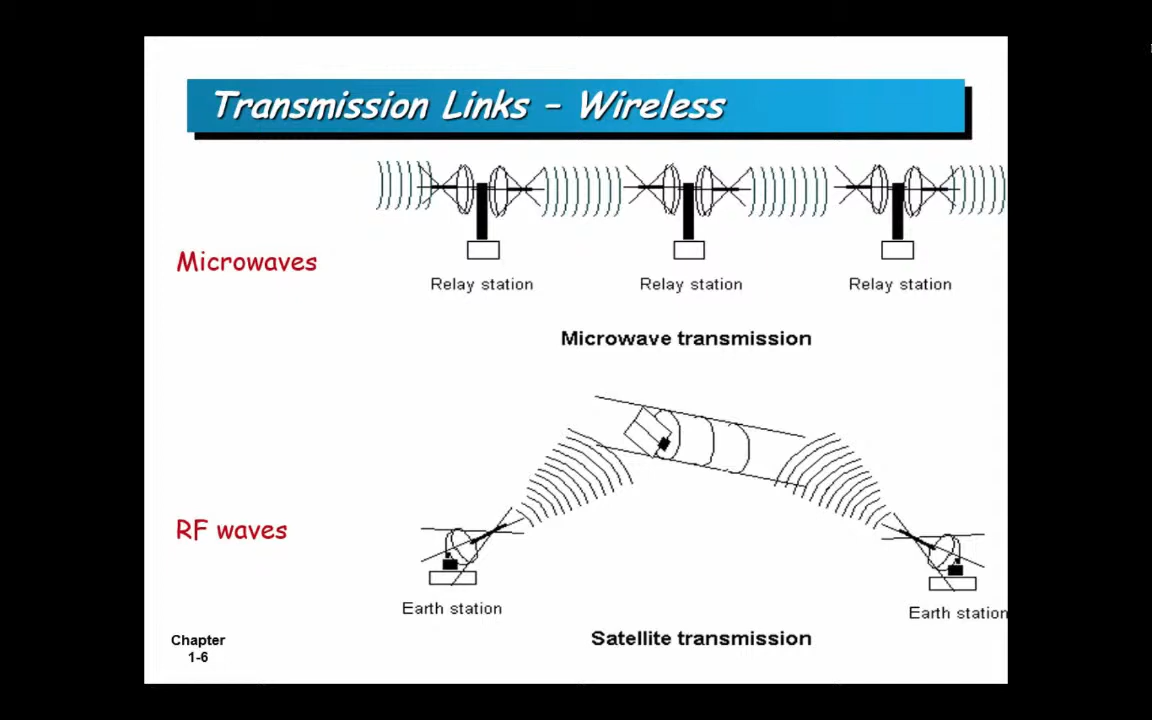 Transmission Links - Wireless
Microwaves
Relay station
Relay station
Relay station
Microwave transmission
RF waves
Earth station
Earth station
Satellite transmission
Chapter
1-6